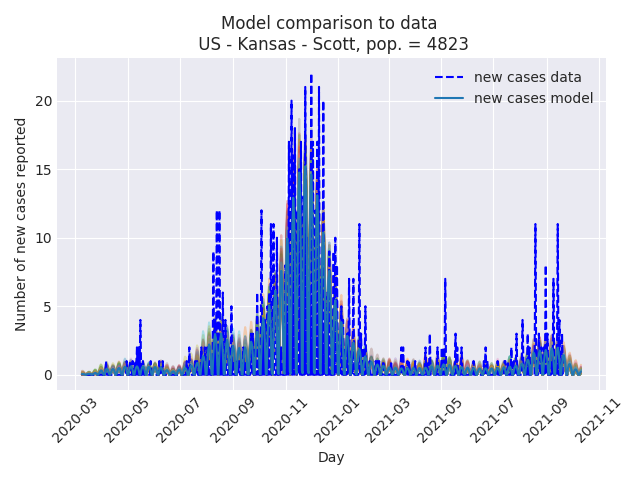 Model comparison to data
US - Kansas - Scott, pop. = 4823
new cases data
new cases model
Number of new cases reported
20
15
10
5
0
2020-03
2020-05
2020-07
2020-09
2020-11
2021-01
2021-03
2021-05
2021-07
2021-09
2021-11
Day